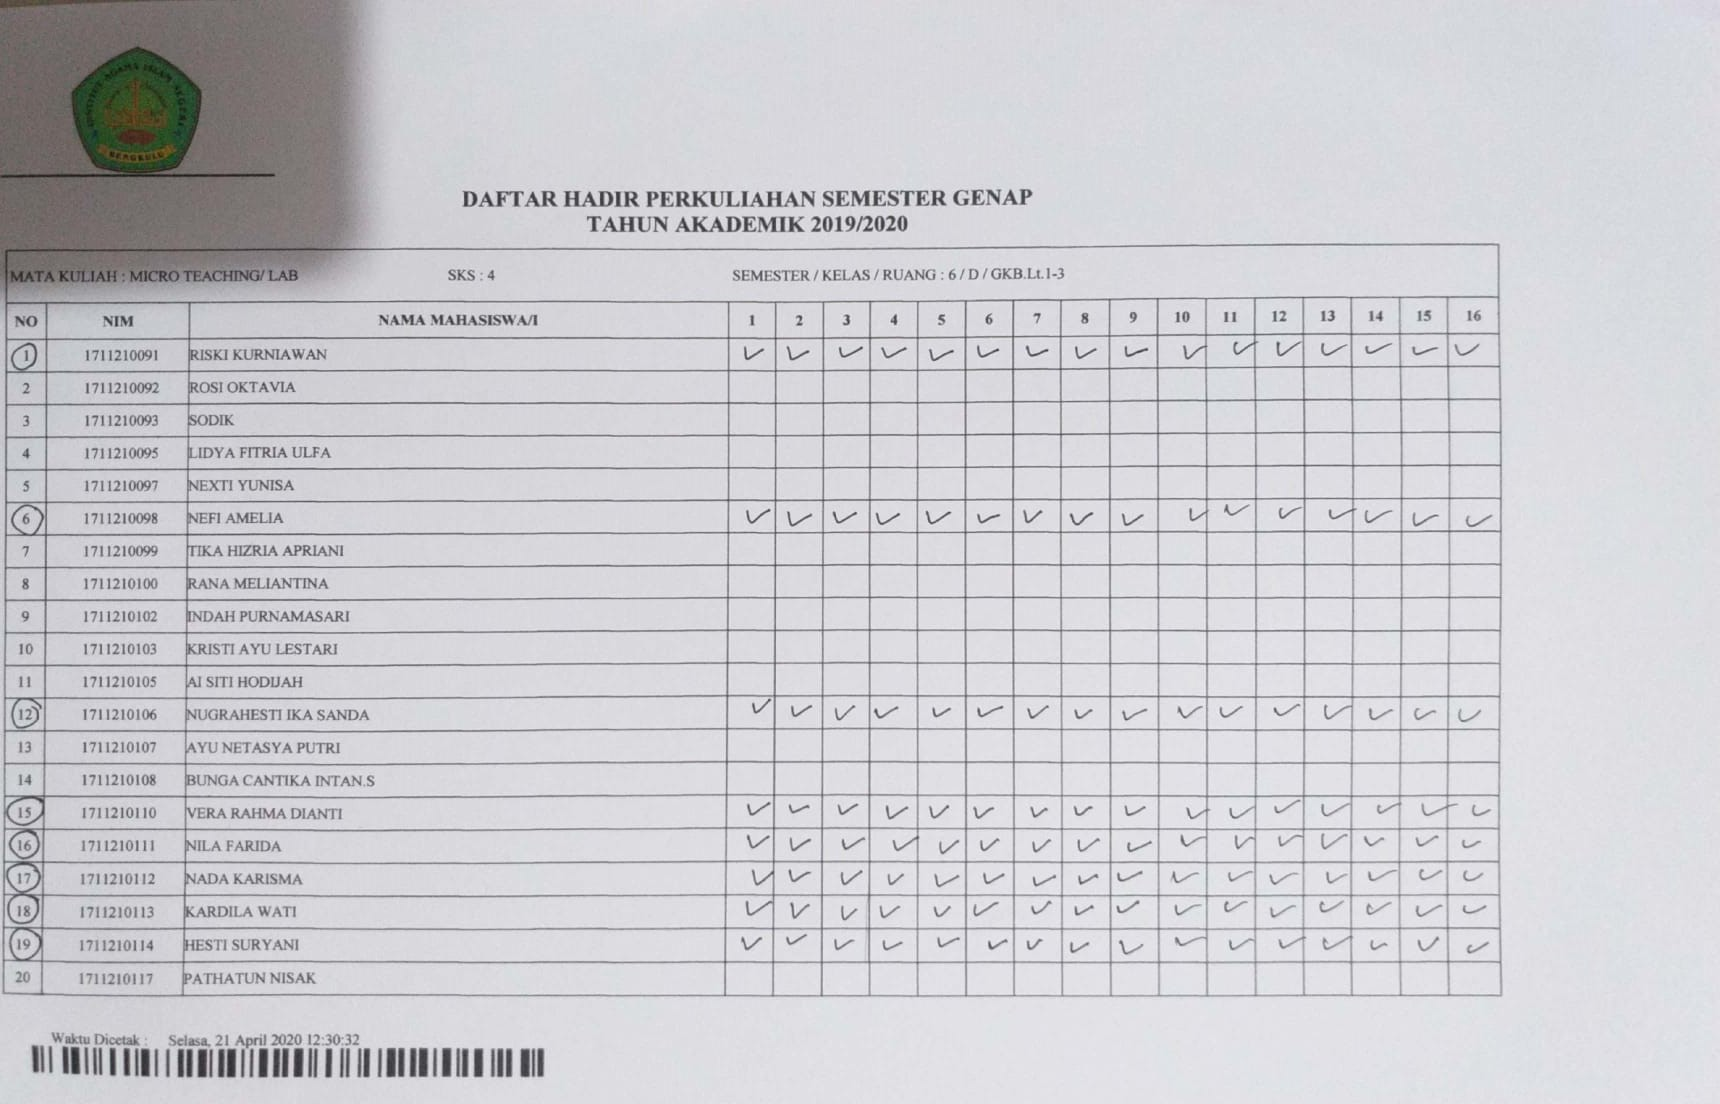 INSTITUT AGAMA ISLAM NEGERI
BENGKULU
DAFTAR HADIR PERKULIAHAN SEMESTER GENAP
TAHUN AKADEMIK 2019/2020
MATA KULIAH : MICRO TEACHING/ LAB SKS : 4 SEMESTER / KELAS / RUANG : 6 / D / GKB.Lt.1-3
NO NIM NAMA MAHASISWA/I 1 2 3 4 5 6 7 8 9 10 11 12 13 14 15 16
1 1711210091 RISKI KURNIAWAN ✓ ✓ ✓ ✓ ✓ ✓ ✓ ✓ ✓ ✓ ✓ ✓ ✓ ✓ ✓ ✓
2 1711210092 ROSI OKTAVIA
3 1711210093 SODIK
4 1711210095 LIDYA FITRIA ULFA
5 1711210097 NEXTI YUNISA
6 1711210098 NEFI AMELIA ✓ ✓ ✓ ✓ ✓ ✓ ✓ ✓ ✓ ✓ ✓ ✓ ✓ ✓ ✓ ✓
7 1711210099 TIKA HIZRIA APRIANI
8 1711210100 RANA MELIANTINA
9 1711210102 INDAH PURNAMASARI
10 1711210103 KRISTI AYU LESTARI
11 1711210105 AI SITI HODIJAH
12 1711210106 NUGRAHESTI IKA SANDA ✓ ✓ ✓ ✓ ✓ ✓ ✓ ✓ ✓ ✓ ✓ ✓ ✓ ✓ ✓ ✓
13 1711210107 AYU NETASYA PUTRI
14 1711210108 BUNGA CANTIKA INTAN.S
15 1711210110 VERA RAHMA DIANTI ✓ ✓ ✓ ✓ ✓ ✓ ✓ ✓ ✓ ✓ ✓ ✓ ✓ ✓ ✓ ✓
16 1711210111 NILA FARIDA ✓ ✓ ✓ ✓ ✓ ✓ ✓ ✓ ✓ ✓ ✓ ✓ ✓ ✓ ✓ ✓
17 1711210112 NADA KARISMA ✓ ✓ ✓ ✓ ✓ ✓ ✓ ✓ ✓ ✓ ✓ ✓ ✓ ✓ ✓ ✓
18 1711210113 KARDILA WATI ✓ ✓ ✓ ✓ ✓ ✓ ✓ ✓ ✓ ✓ ✓ ✓ ✓ ✓ ✓ ✓
19 1711210114 HESTI SURYANI ✓ ✓ ✓ ✓ ✓ ✓ ✓ ✓ ✓ ✓ ✓ ✓ ✓ ✓ ✓ ✓
20 1711210117 PATHATUN NISAK
Waktu Dicetak : Selasa, 21 April 2020 12:30:32